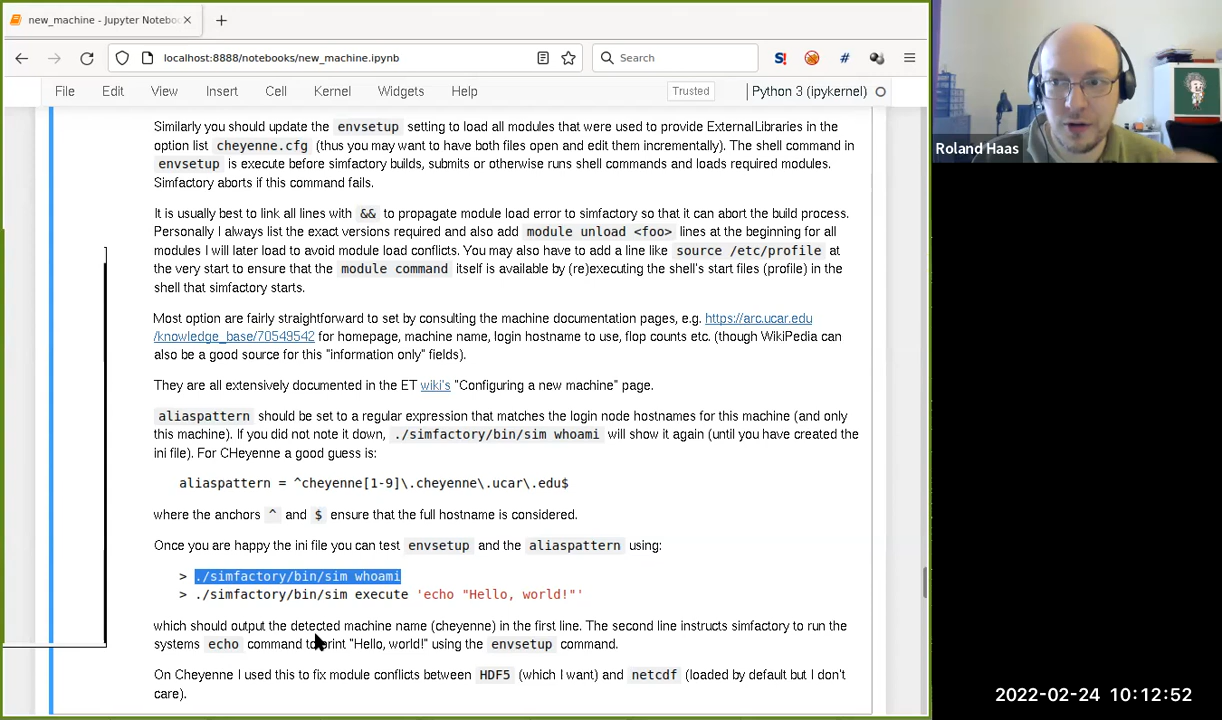 new_machine - Jupyter Notebook
localhost:8888/notebooks/new_machine.ipynb
Search
S!
#
File Edit View Insert Cell Kernel Widgets Help
Trusted
Python 3 (ipykernel)
Roland Haas
Similarly you should update the envsetup setting to load all modules that were used to provide ExternalLibraries in the
option list cheyenne.cfg (thus you may want to have both files open and edit them incrementally). The shell command in
envsetup is execute before simfactory builds, submits or otherwise runs shell commands and loads required modules.
Simfactory aborts if this command fails.
It is usually best to link all lines with && to propagate module load error to simfactory so that it can abort the build process.
Personally I always list the exact versions required and also add module unload <foo> lines at the beginning for all
modules I will later load to avoid module load conflicts. You may also have to add a line like source /etc/profile at
the very start to ensure that the module command itself is available by (re)executing the shell's start files (profile) in the
shell that simfactory starts.
Most option are fairly straightforward to set by consulting the machine documentation pages, e.g. https://arc.ucar.edu
/knowledge_base/70549542 for homepage, machine name, login hostname to use, flop counts etc. (though WikiPedia can
also be a good source for this "information only" fields).
They are all extensively documented in the ET wiki's "Configuring a new machine" page.
aliaspattern should be set to a regular expression that matches the login node hostnames for this machine (and only
this machine). If you did not note it down, ./simfactory/bin/sim whoami will show it again (until you have created the
ini file). For CHeyenne a good guess is:
aliaspattern = ^cheyenne[1-9]\.cheyenne\.ucar\.edu$
where the anchors ^ and $ ensure that the full hostname is considered.
Once you are happy the ini file you can test envsetup and the aliaspattern using:
> ./simfactory/bin/sim whoami
> ./simfactory/bin/sim execute 'echo "Hello, world!"'
which should output the detected machine name (cheyenne) in the first line. The second line instructs simfactory to run the
systems echo command to print "Hello, world!" using the envsetup command.
On Cheyenne I used this to fix module conflicts between HDF5 (which I want) and netcdf (loaded by default but I don't
care).
2022-02-24 10:12:52